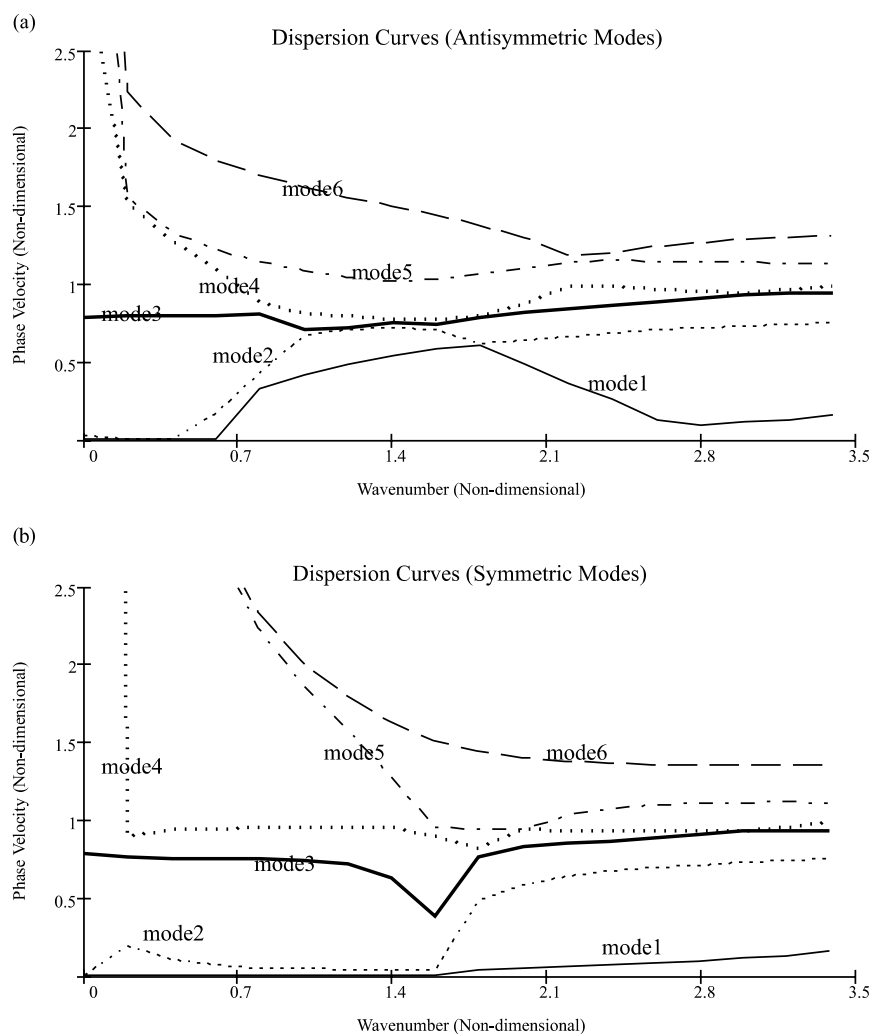 (a)
Dispersion Curves (Antisymmetric Modes)
2.5
2
1.5
1
0.5
Phase Velocity (Non-dimensional)
mode6
mode5
mode4
mode3
mode2
mode1
0 0.7 1.4 2.1 2.8 3.5
Wavenumber (Non-dimensional)
(b)
Dispersion Curves (Symmetric Modes)
2.5
2
1.5
1
0.5
Phase Velocity (Non-dimensional)
mode5
mode6
mode4
mode3
mode2
mode1
0 0.7 1.4 2.1 2.8 3.5
Wavenumber (Non-dimensional)